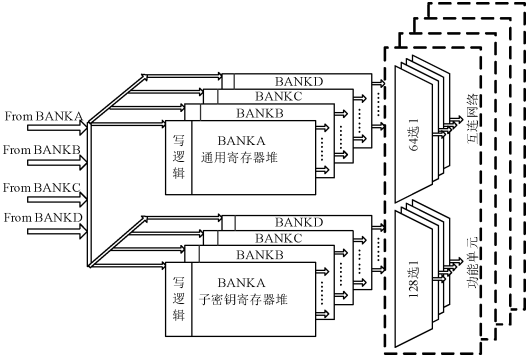 From BANKA
From BANKB
From BANKC
From BANKD
BANKD
BANKC
BANKB
写逻辑
BANKA
通用寄存器堆
64选1
互连网络
BANKD
BANKC
BANKB
写逻辑
BANKA
子密钥寄存器堆
128选1
功能单元